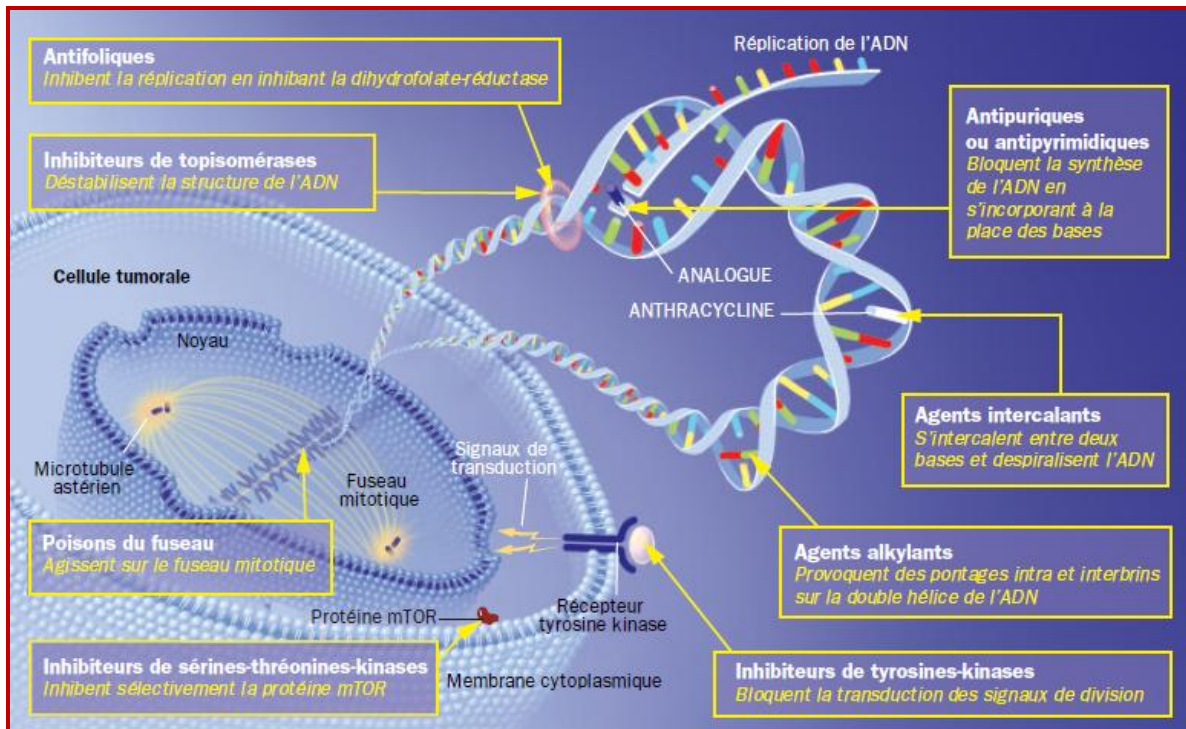 Réplication de l'ADN
Antifoliques
Inhibent la réplication en inhibant la dihydrofolate-réductase
Inhibiteurs de topisomérases
Déstabilisent la structure de l'ADN
Antipuriques
ou antipyrimidiques
Bloquent la synthèse
de l'ADN en
s'incorporant à la
place des bases
ANALOGUE
ANTHRACYCLINE
Cellule tumorale
Noyau
Microtubule
astérien
Fuseau
mitotique
Signaux de
transduction
Agents intercalants
S'intercalent entre deux
bases et despiralisent l'ADN
Poisons du fuseau
Agissent sur le fuseau mitotique
Agents alkylants
Provoquent des pontages intra et interbrins
sur la double hélice de l'ADN
Protéine mTOR
Récepteur
tyrosine kinase
Inhibiteurs de sérines-thréonines-kinases
Inhibent sélectivement la protéine mTOR
Membrane cytoplasmique
Inhibiteurs de tyrosines-kinases
Bloquent la transduction des signaux de division